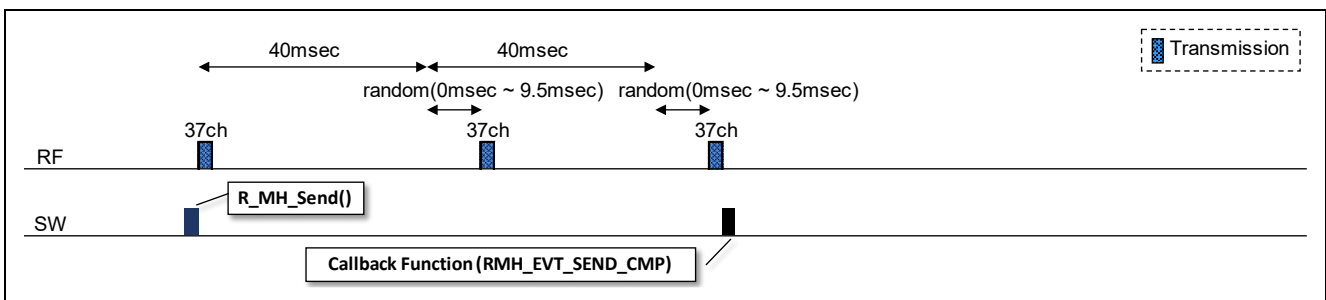 40msec
40msec
Transmission
random(0msec ~ 9.5msec)
random(0msec ~ 9.5msec)
37ch
37ch
37ch
RF
R_MH_Send()
SW
Callback Function (RMH_EVT_SEND_CMP)